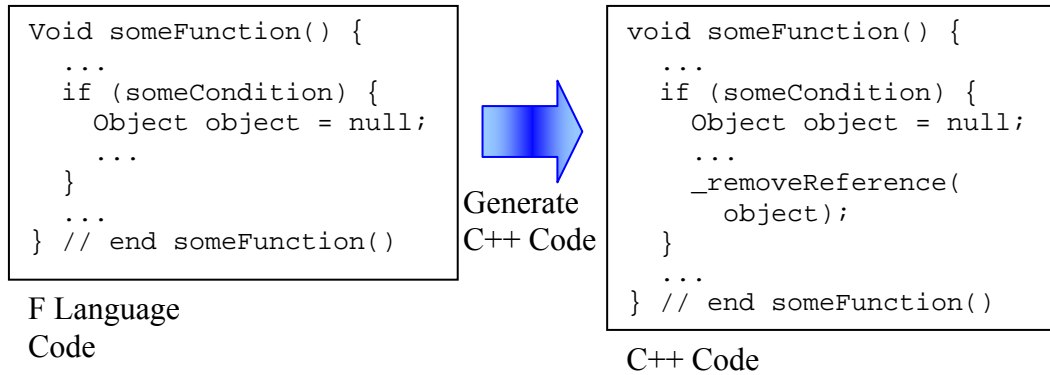 Void someFunction() {
  ...
  if (someCondition) {
    Object object = null;
    ...
  }
  ...
} // end someFunction()
F Language
Code
Generate
C++ Code
void someFunction() {
  ...
  if (someCondition) {
    Object object = null;
    ...
    _removeReference(
      object);
  }
  ...
} // end someFunction()
C++ Code